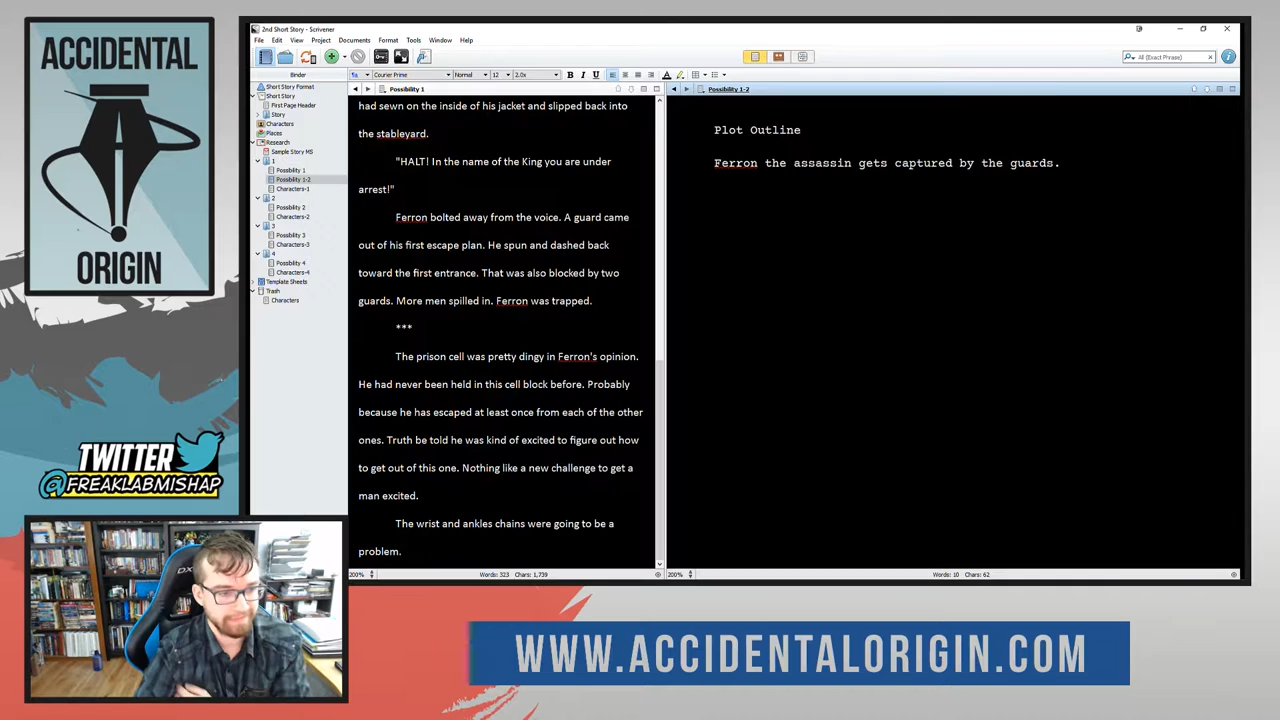 ACCIDENTAL
ORIGIN
TWITTER
@FREAKLABMISHAP
2nd Short Story - Scrivener
File Edit View Project Documents Format Tools Window Help
All (Exact Phrase)
Binder
Courier Prime Normal 12 2.0x
B I U A
Short Story Format
Short Story
First Page Header
Story
Characters
Places
Research
Sample Story MS
1
Possibility 1
Possibility 1-2
Characters-1
2
Possibility 2
Characters-2
3
Possibility 3
Characters-3
4
Possibility 4
Characters-4
Template Sheets
Trash
Characters
Possibility 1
had sewn on the inside of his jacket and slipped back into
the stableyard.
"HALT! In the name of the King you are under
arrest!"
Ferron bolted away from the voice. A guard came
out of his first escape plan. He spun and dashed back
toward the first entrance. That was also blocked by two
guards. More men spilled in. Ferron was trapped.
***
The prison cell was pretty dingy in Ferron's opinion.
He had never been held in this cell block before. Probably
because he has escaped at least once from each of the other
ones. Truth be told he was kind of excited to figure out how
to get out of this one. Nothing like a new challenge to get a
man excited.
The wrist and ankles chains were going to be a
problem.
200% Words: 323 Chars: 1,739
Possibility 1-2
Plot Outline
Ferron the assassin gets captured by the guards.
200% Words: 10 Chars: 62
DX
WWW.ACCIDENTALORIGIN.COM